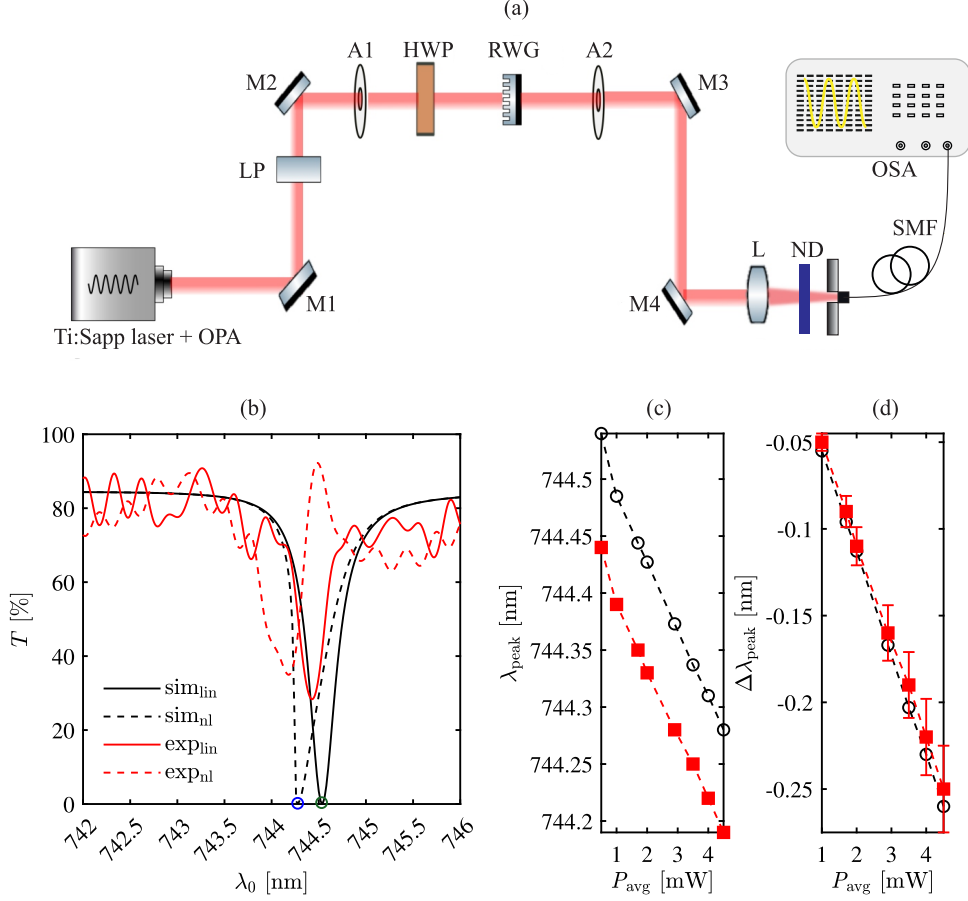 (a)
A1 HWP RWG A2
M2 M3
LP
OSA
SMF
L ND
M1 M4
Ti:Sapp laser + OPA
(b) (c) (d)
100
80
60
40
20
0
T [%]
sim_lin
sim_nl
exp_lin
exp_nl
742 742.5 743 743.5 744 744.5 745 745.5 746
λ₀ [nm]
744.5
744.45
744.4
744.35
744.3
744.25
744.2
λ_peak [nm]
1 2 3 4
P_avg [mW]
-0.05
-0.1
-0.15
-0.2
-0.25
Δλ_peak [nm]
1 2 3 4
P_avg [mW]